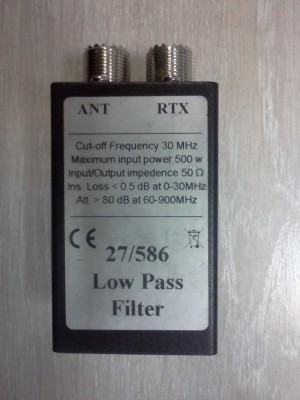 ANT RTX
Cut-off Frequency 30 MHz
Maximum input power 500 w
Input/Output impedence 50 Ω
Ins. Loss < 0.5 dB at 0-30MHz
Att. > 80 dB at 60-900MHz
CE
27/586
Low Pass
Filter